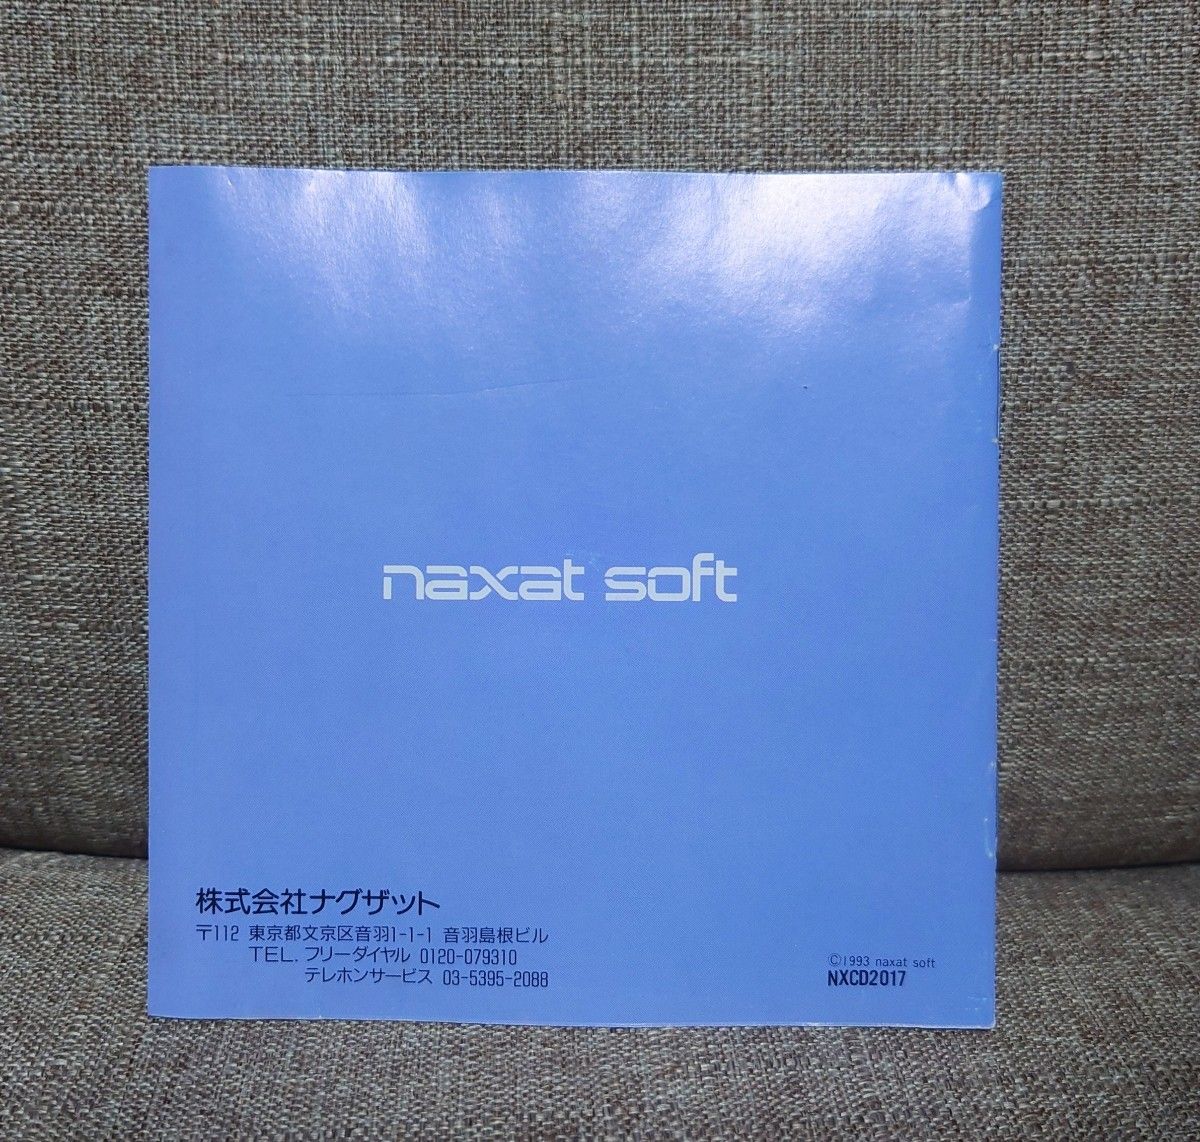 naxat soft
株式会社ナグザット
〒112 東京都文京区音羽1-1-1 音羽島根ビル
TEL. フリーダイヤル 0120-079310
テレホンサービス 03-5395-2088
©1993 naxat soft
NXCD2017